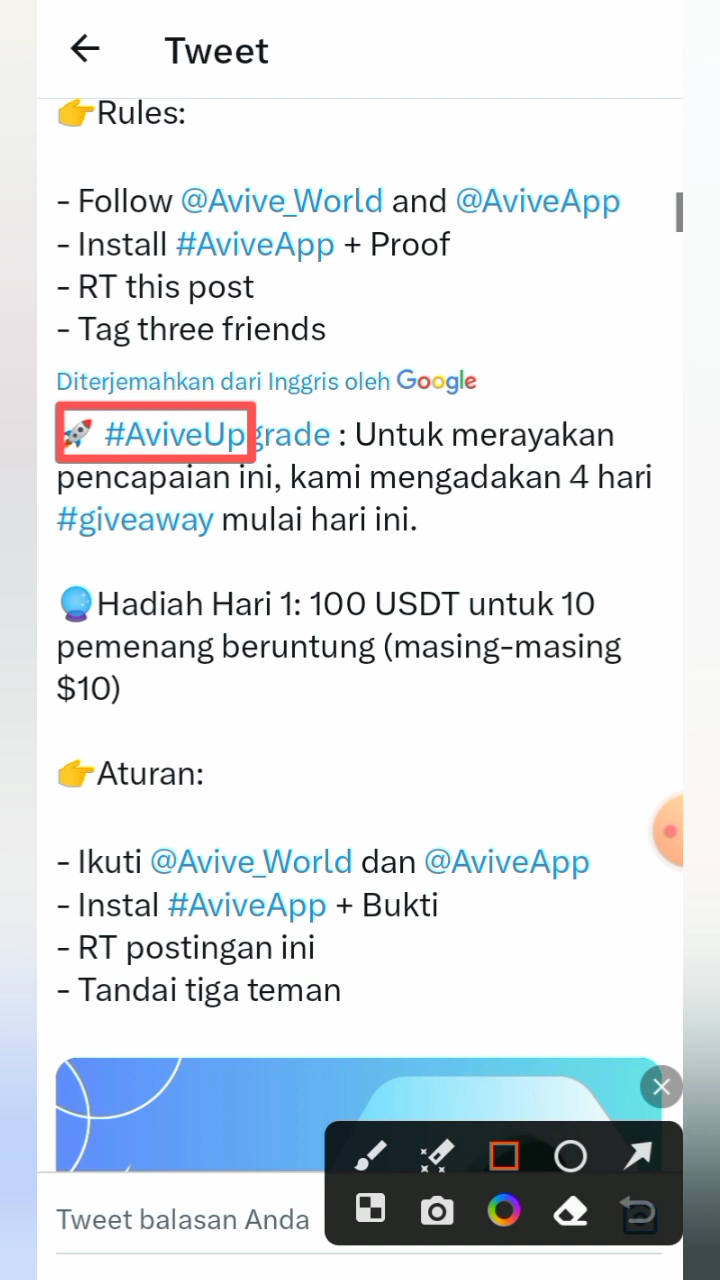 Tweet
👉Rules:
- Follow @Avive_World and @AviveApp
- Install #AviveApp + Proof
- RT this post
- Tag three friends
Diterjemahkan dari Inggris oleh Google
🚀 #AviveUpgrade : Untuk merayakan
pencapaian ini, kami mengadakan 4 hari
#giveaway mulai hari ini.
🔮Hadiah Hari 1: 100 USDT untuk 10
pemenang beruntung (masing-masing
$10)
👉Aturan:
- Ikuti @Avive_World dan @AviveApp
- Instal #AviveApp + Bukti
- RT postingan ini
- Tandai tiga teman
Tweet balasan Anda